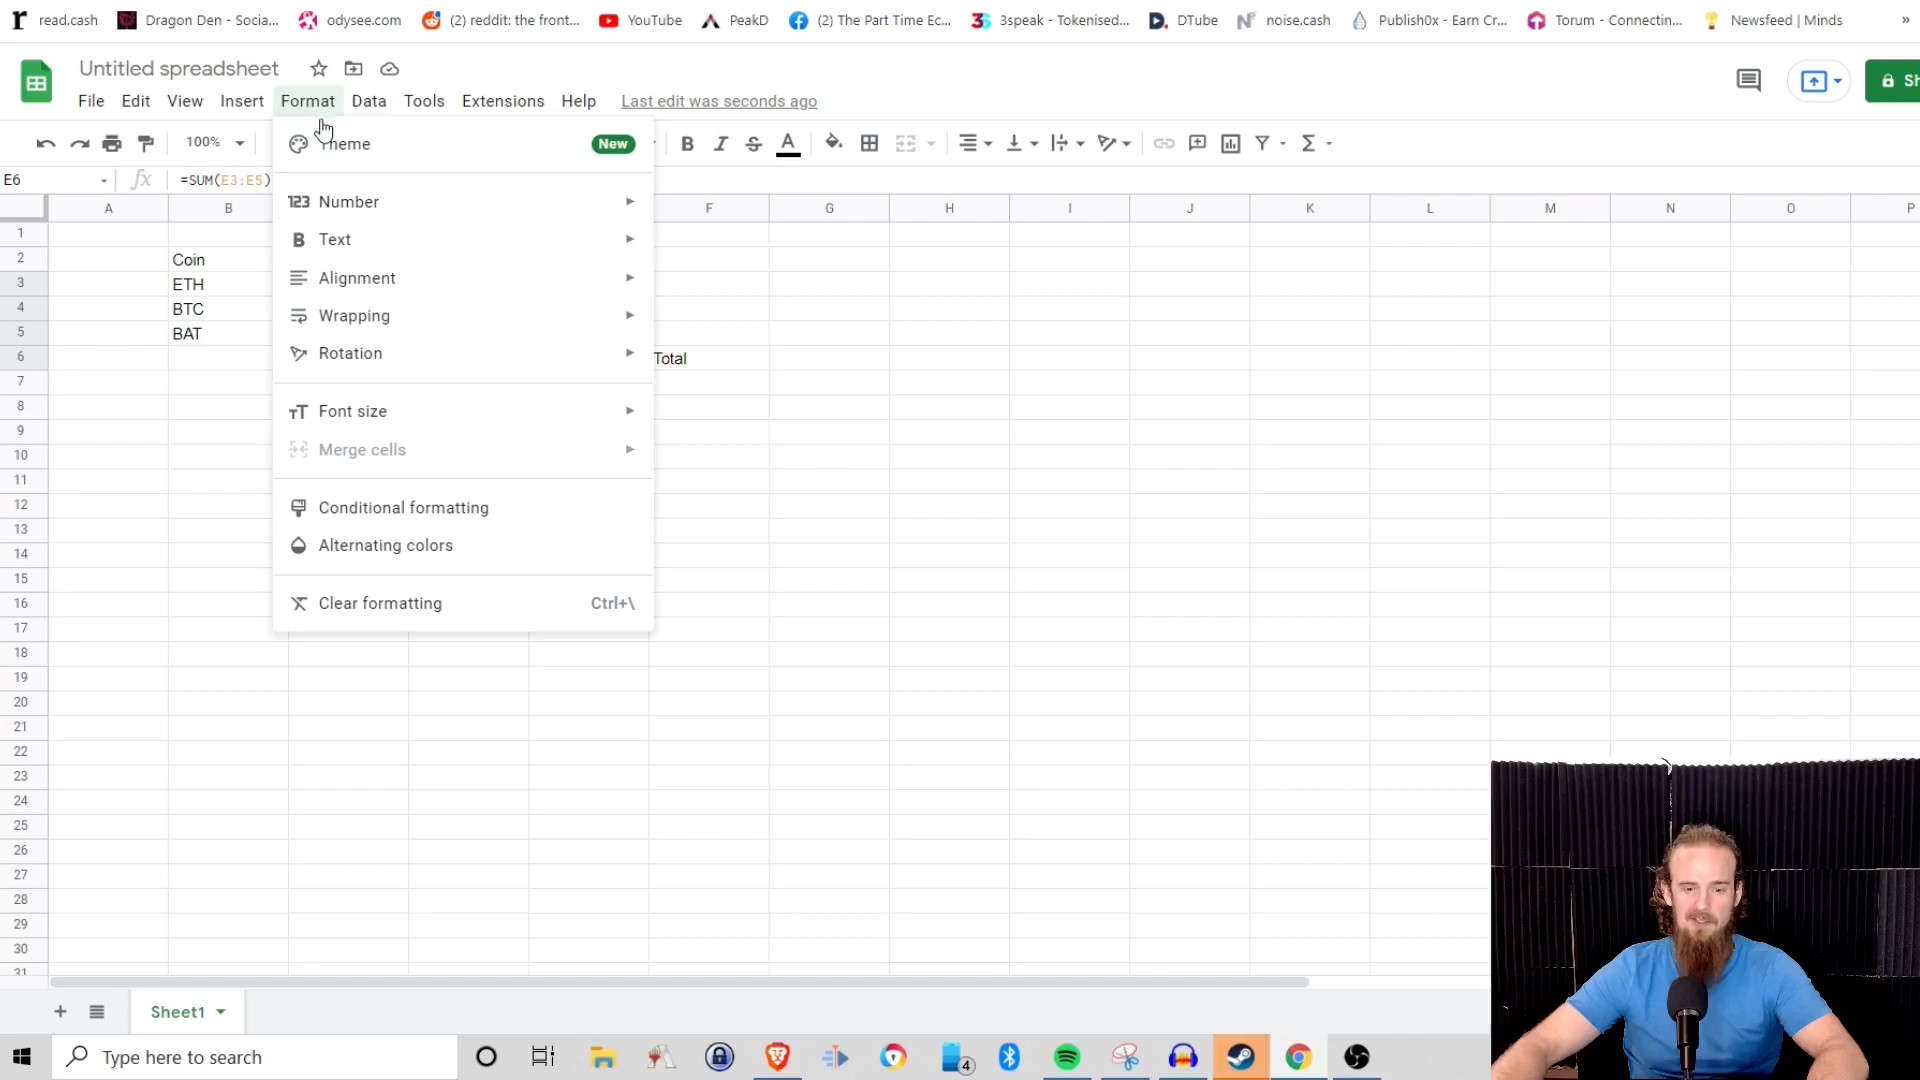 read.cash Dragon Den - Socia... odysee.com (2) reddit: the front... YouTube PeakD (2) The Part Time Ec... 3speak - Tokenised... DTube noise.cash Publish0x - Earn Cr... Torum - Connectin... Newsfeed | Minds »
Untitled spreadsheet
File Edit View Insert Format Data Tools Extensions Help Last edit was seconds ago
Sh
100% B I S A Σ
Theme New
E6 fx =SUM(E3:E5)
A B F G H I J K L M N O P
123 Number
B Text
Alignment
Wrapping
Rotation
Font size
Merge cells
Conditional formatting
Alternating colors
Clear formatting Ctrl+\
1
2 Coin
3 ETH
4 BTC
5 BAT
6 Total
7
8
9
10
11
12
13
14
15
16
17
18
19
20
21
22
23
24
25
26
27
28
29
30
31
Sheet1
Type here to search 4